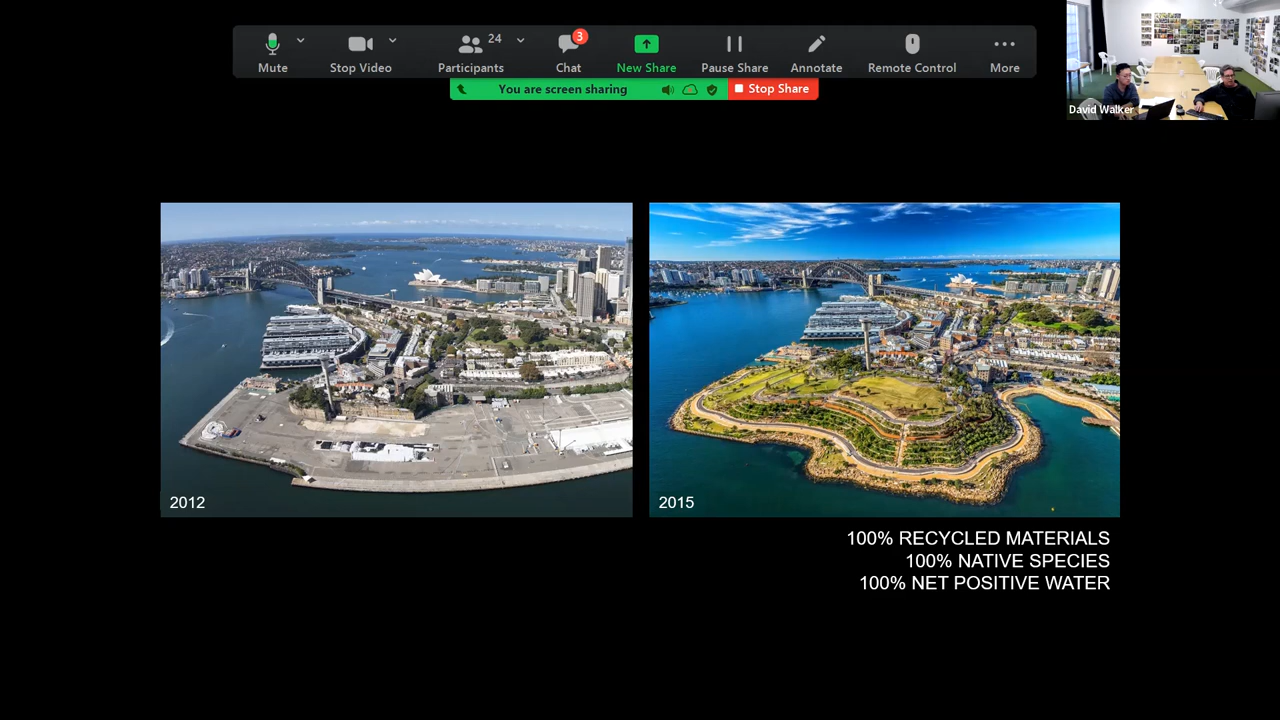 24
3
Mute
Stop Video
Participants
Chat
New Share
Pause Share
Annotate
Remote Control
More
You are screen sharing
Stop Share
David Walker
2012
2015
100% RECYCLED MATERIALS
100% NATIVE SPECIES
100% NET POSITIVE WATER